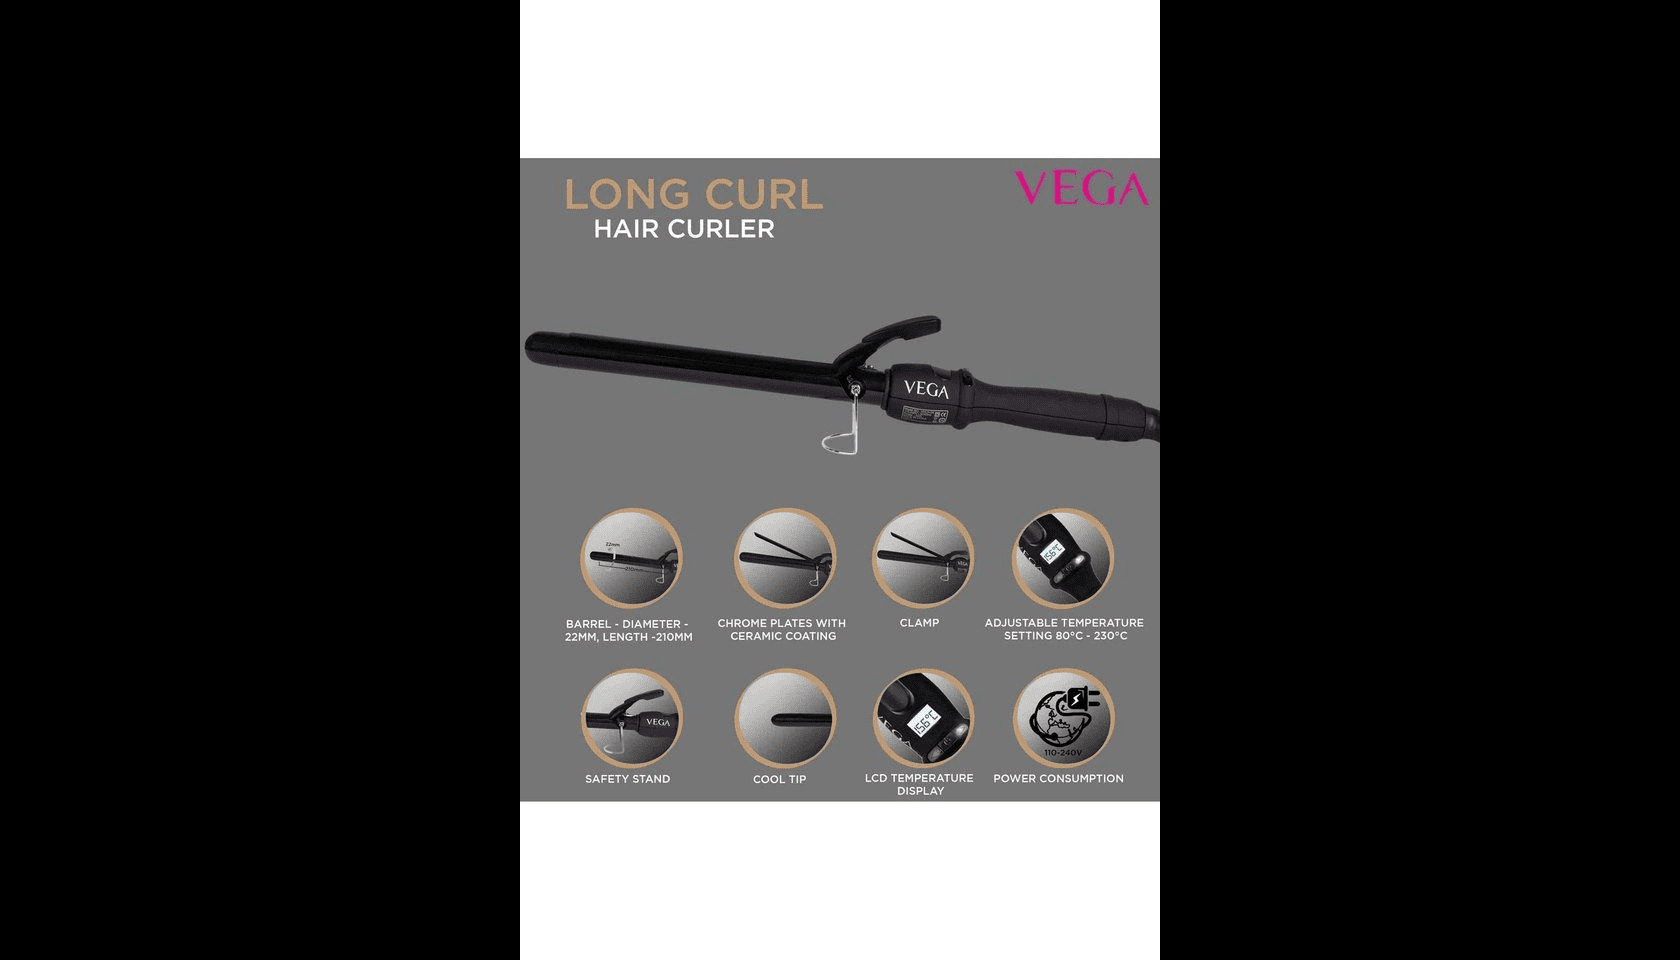 LONG CURL
VEGA
HAIR CURLER
VEGA
22mm
210mm
VEGA
156°C
BARREL - DIAMETER -
22MM, LENGTH -210MM
CHROME PLATES WITH
CERAMIC COATING
CLAMP
ADJUSTABLE TEMPERATURE
SETTING 80°C - 230°C
VEGA
VEGA
156°C
110-240V
SAFETY STAND
COOL TIP
LCD TEMPERATURE
DISPLAY
POWER CONSUMPTION